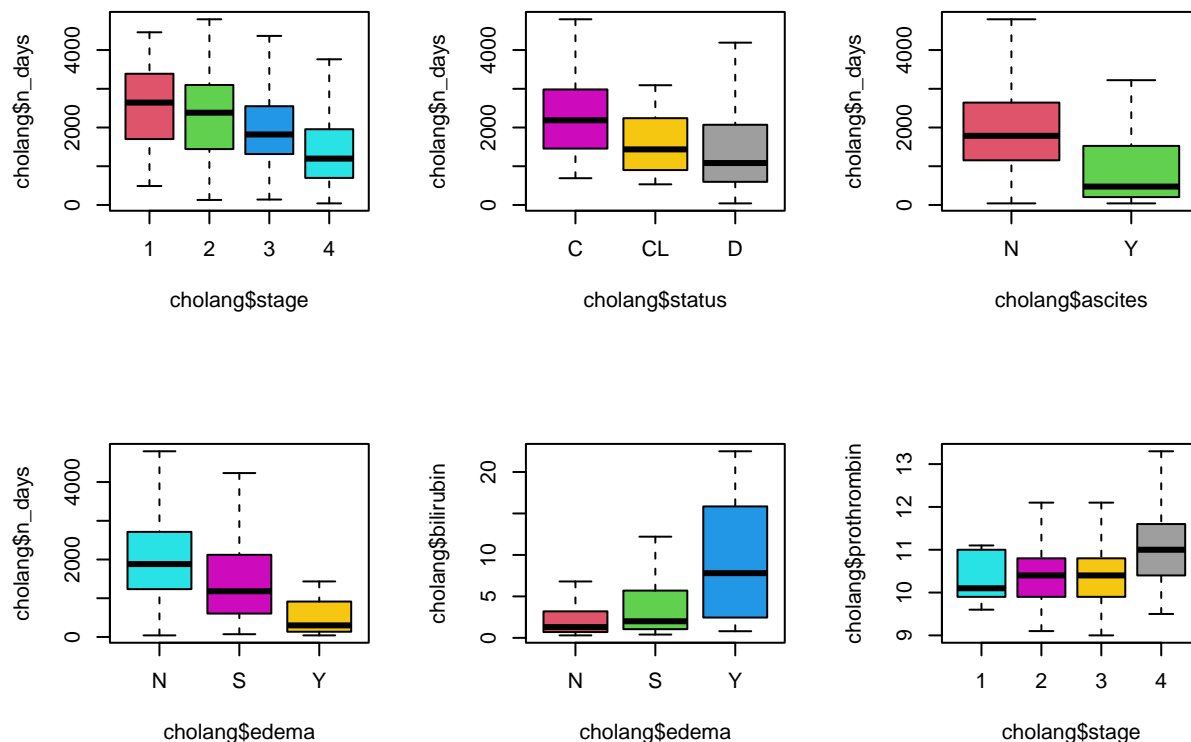 cholang$n_days
0 2000 4000
1 2 3 4
cholang$stage
cholang$n_days
0 2000 4000
C CL D
cholang$status
cholang$n_days
0 2000 4000
N Y
cholang$ascites
cholang$n_days
0 2000 4000
N S Y
cholang$edema
cholang$bilirubin
0 5 10 15 20
N S Y
cholang$edema
cholang$prothrombin
9 10 11 12 13
1 2 3 4
cholang$stage